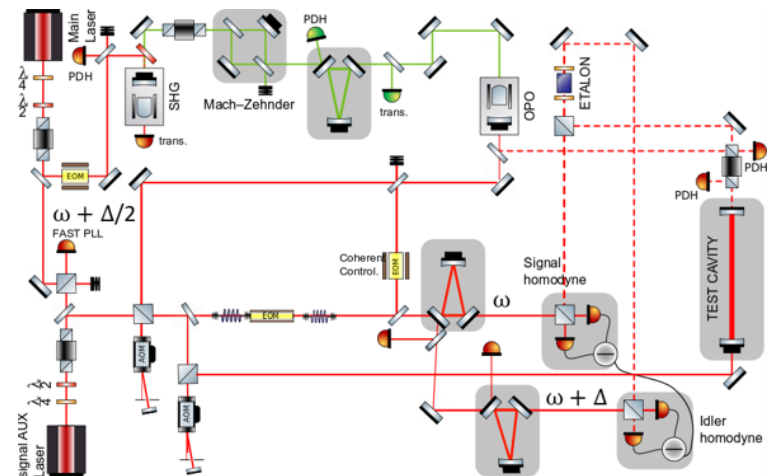 Main
Laser
PDH
λ
4
λ
2
SHG
trans.
EOM
Mach–Zehnder
PDH
trans.
OPO
ETALON
PDH
PDH
TEST CAVITY
ω + Δ/2
FAST PLL
Coherent
Control.
EOM
EOM
AOM
AOM
ω
Signal
homodyne
ω + Δ
Idler
homodyne
λ
2
λ
4
signal AUX
Laser